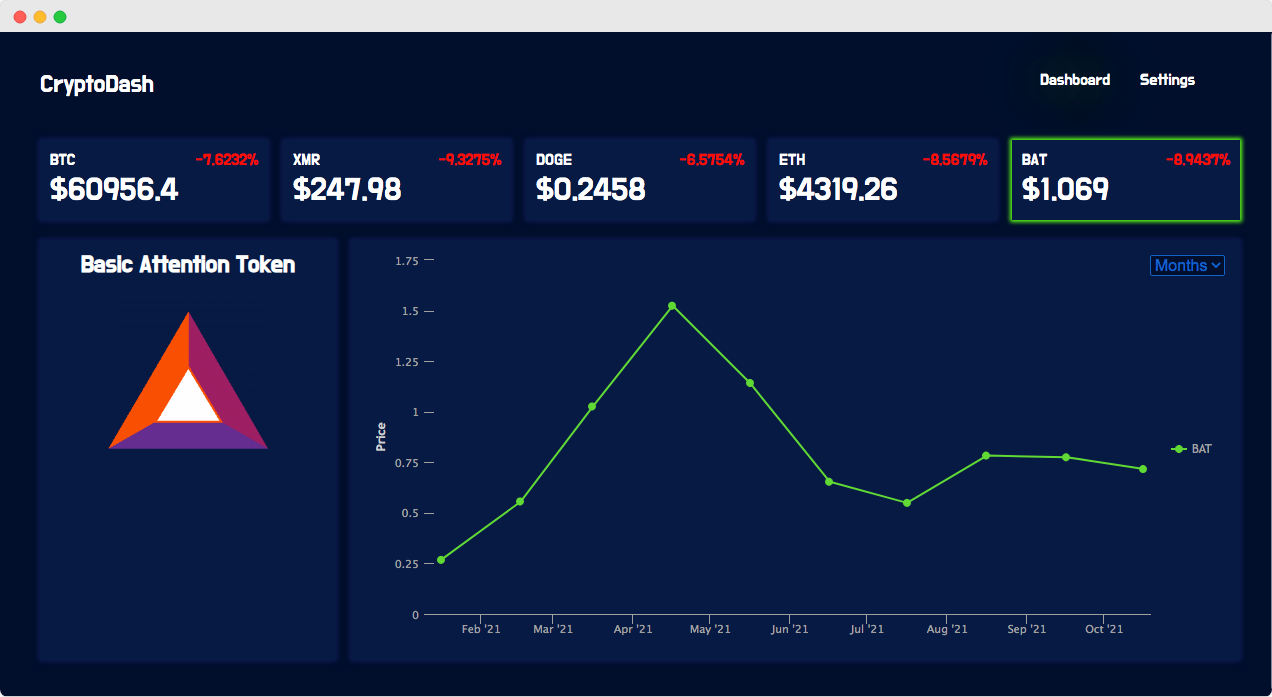 CryptoDash
Dashboard Settings
BTC -7.6232%
$60956.4
XMR -9.3275%
$247.98
DOGE -6.5754%
$0.2458
ETH -8.5679%
$4319.26
BAT -8.9437%
$1.069
Basic Attention Token
Months
1.75
1.5
1.25
1
0.75
0.5
0.25
0
Price
Feb '21 Mar '21 Apr '21 May '21 Jun '21 Jul '21 Aug '21 Sep '21 Oct '21
BAT